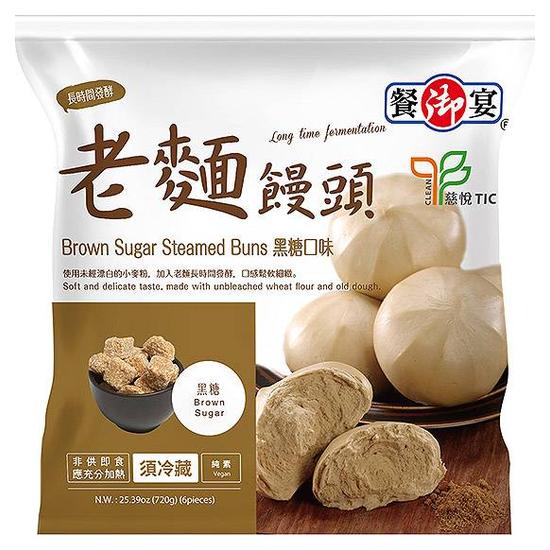 長時間發酵
餐御宴
®
Long time fermentation
老麵饅頭
CLEAN
慈悅 TIC
Brown Sugar Steamed Buns 黑糖口味
使用未經漂白的小麥粉，加入老麵長時間發酵，口感鬆軟細緻。
Soft and delicate taste, made with unbleached wheat flour and old dough.
黑糖
Brown
Sugar
非供即食
應充分加熱
須冷藏
純素
Vegan
N.W. : 25.39oz (720g) (6pieces)